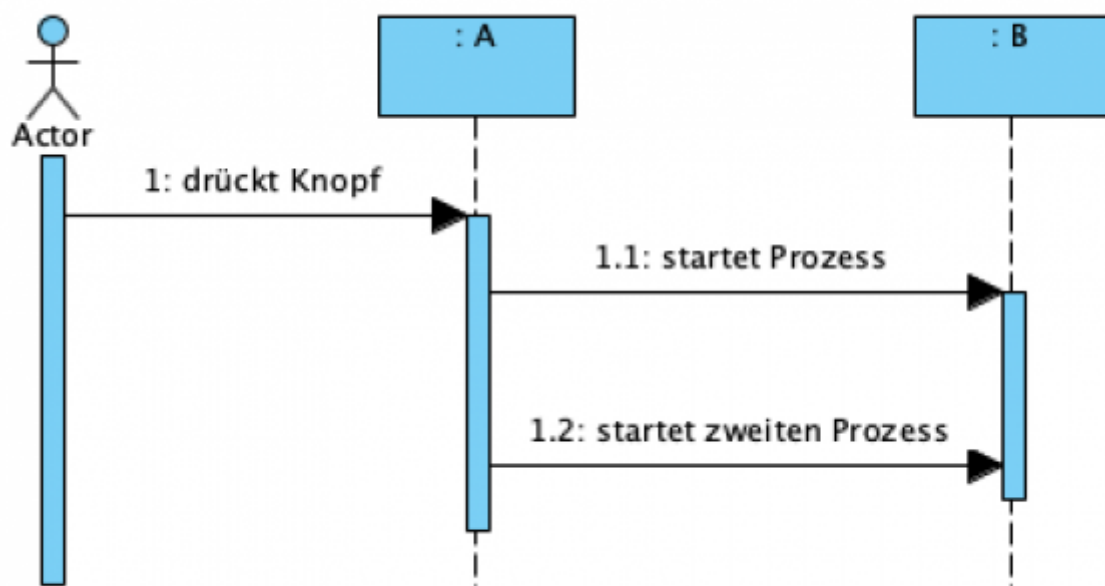 : A
: B
Actor
1: drückt Knopf
1.1: startet Prozess
1.2: startet zweiten Prozess